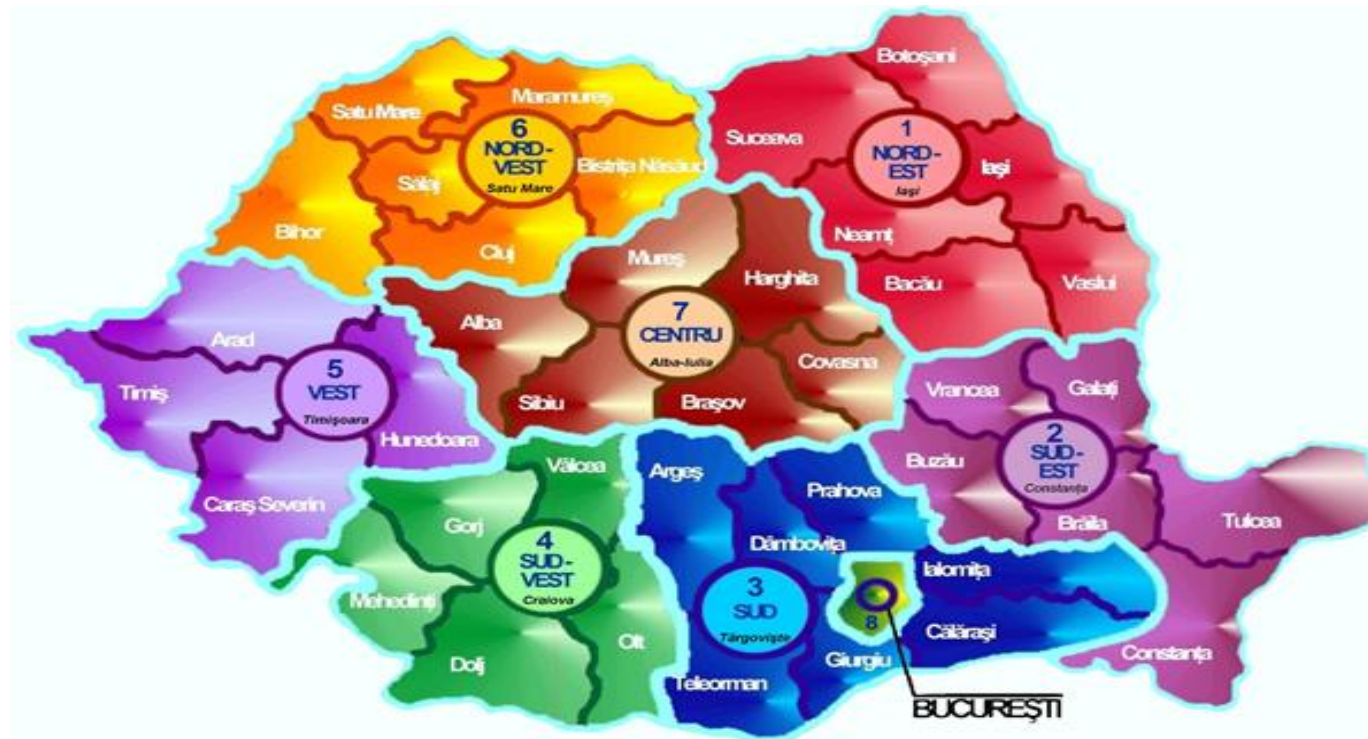 Botoşani
Satu Mare
Maramureş
Suceava
1
NORD-
EST
Iaşi
Iaşi
6
NORD-
VEST
Satu Mare
Bistriţa Năsăud
Sălaj
Bihor
Cluj
Neamţ
Bacău
Vaslui
Mureş
Harghita
Alba
7
CENTRU
Alba-Iulia
Covasna
Sibiu
Braşov
Arad
Timiş
5
VEST
Timişoara
Hunedoara
Caraş Severin
Vrancea
Galaţi
2
SUD-
EST
Constanţa
Buzău
Brăila
Tulcea
Constanţa
Vâlcea
Gorj
4
SUD-
VEST
Craiova
Mehedinţi
Dolj
Olt
Argeş
Prahova
Dâmboviţa
3
SUD
Târgovişte
Ialomiţa
Călăraşi
8
Giurgiu
Teleorman
BUCUREŞTI